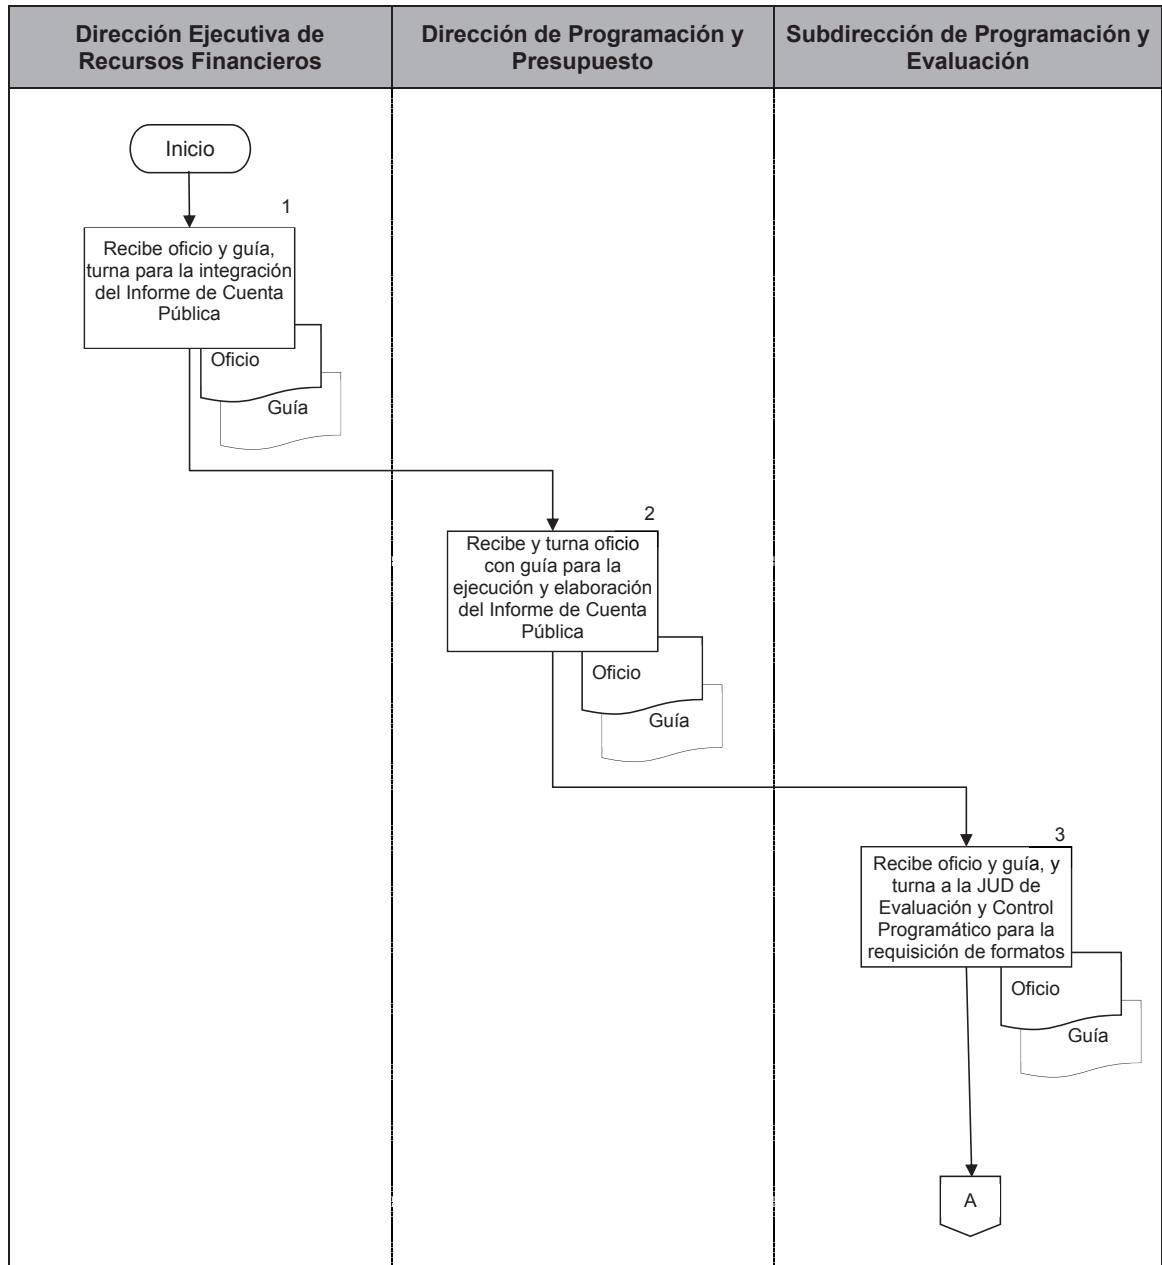 Dirección Ejecutiva de
Recursos Financieros
Dirección de Programación y
Presupuesto
Subdirección de Programación y
Evaluación
Inicio
1
Recibe oficio y guía,
turna para la integración
del Informe de Cuenta
Pública
Oficio
Guía
2
Recibe y turna oficio
con guía para la
ejecución y elaboración
del Informe de Cuenta
Pública
Oficio
Guía
3
Recibe oficio y guía, y
turna a la JUD de
Evaluación y Control
Programático para la
requisición de formatos
Oficio
Guía
A